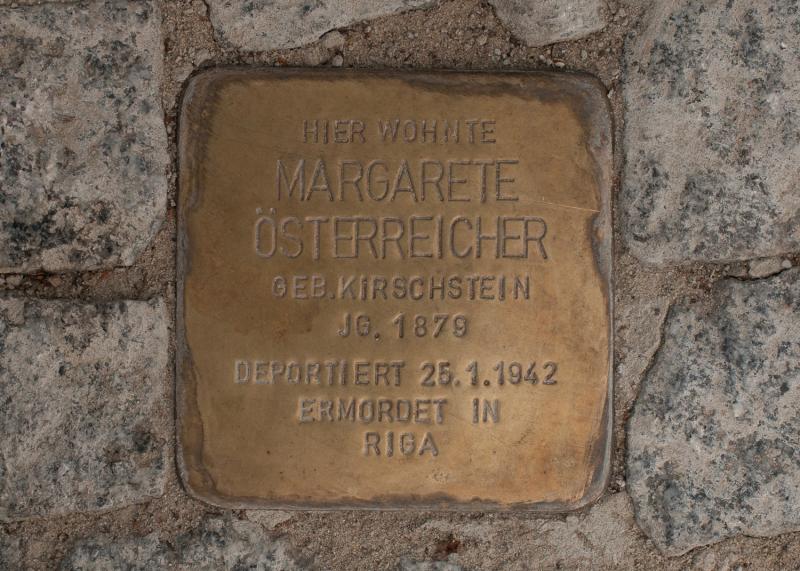 HIER WOHNTE
MARGARETE
ÖSTERREICHER
GEB.KIRSCHSTEIN
JG. 1879
DEPORTIERT 25.1.1942
ERMORDET IN
RIGA